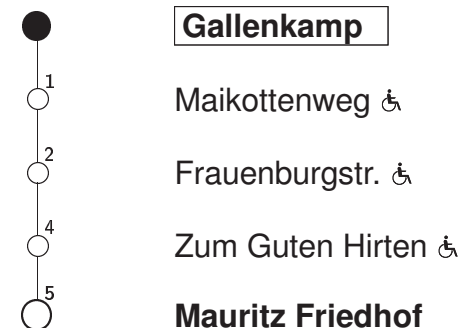 Gallenkamp
1
Maikottenweg
2
Frauenburgstr.
4
Zum Guten Hirten
5
Mauritz Friedhof